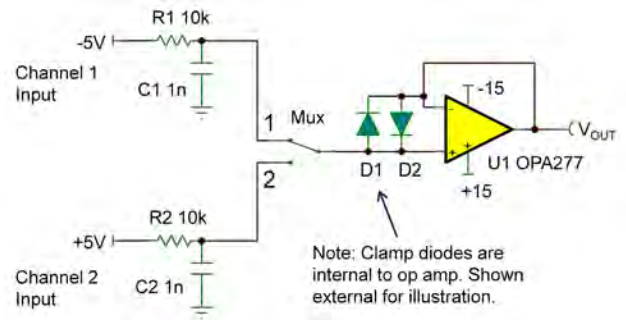 R1 10k
-5V
Channel 1
Input
C1 1n
1
Mux
2
-15
-
+
+
VOUT
U1 OPA277
D1
D2
+15
R2 10k
+5V
Channel 2
Input
C2 1n
Note: Clamp diodes are
internal to op amp. Shown
external for illustration.